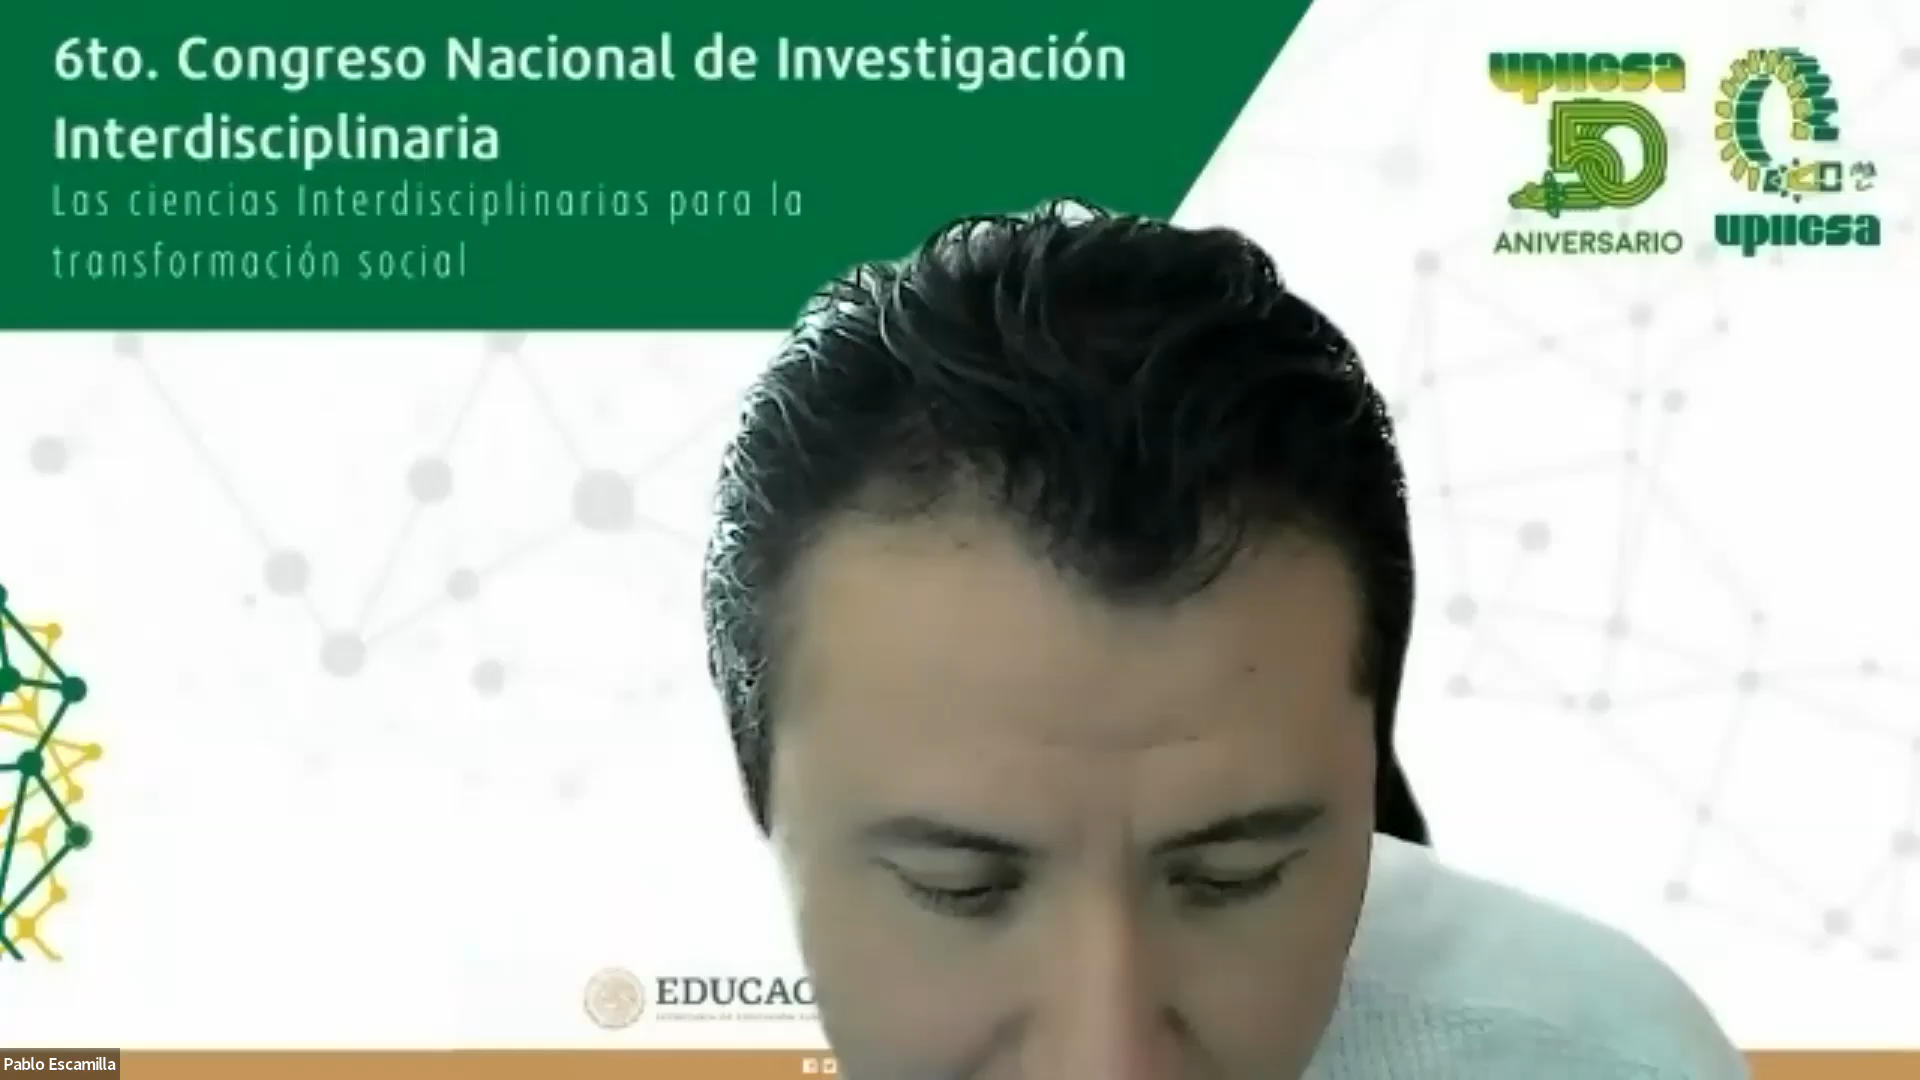 6to. Congreso Nacional de Investigación
Interdisciplinaria
Las ciencias Interdisciplinarias para la
transformación social
upiicsa
50
ANIVERSARIO
upiicsa
EDUCAC
Pablo Escamilla